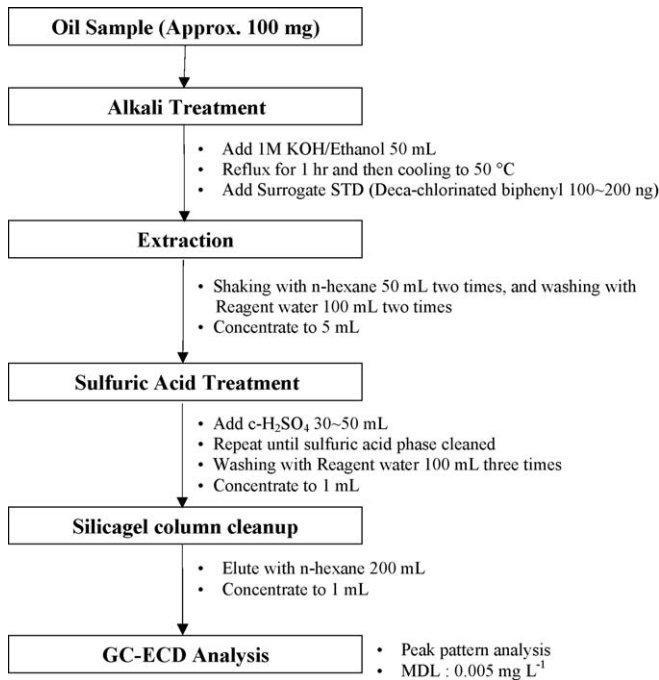 Oil Sample (Approx. 100 mg)
Alkali Treatment
• Add 1M KOH/Ethanol 50 mL
• Reflux for 1 hr and then cooling to 50 °C
• Add Surrogate STD (Deca-chlorinated biphenyl 100~200 ng)
Extraction
• Shaking with n-hexane 50 mL two times, and washing with
Reagent water 100 mL two times
• Concentrate to 5 mL
Sulfuric Acid Treatment
• Add c-H₂SO₄ 30~50 mL
• Repeat until sulfuric acid phase cleaned
• Washing with Reagent water 100 mL three times
• Concentrate to 1 mL
Silicagel column cleanup
• Elute with n-hexane 200 mL
• Concentrate to 1 mL
GC-ECD Analysis
• Peak pattern analysis
• MDL : 0.005 mg L⁻¹